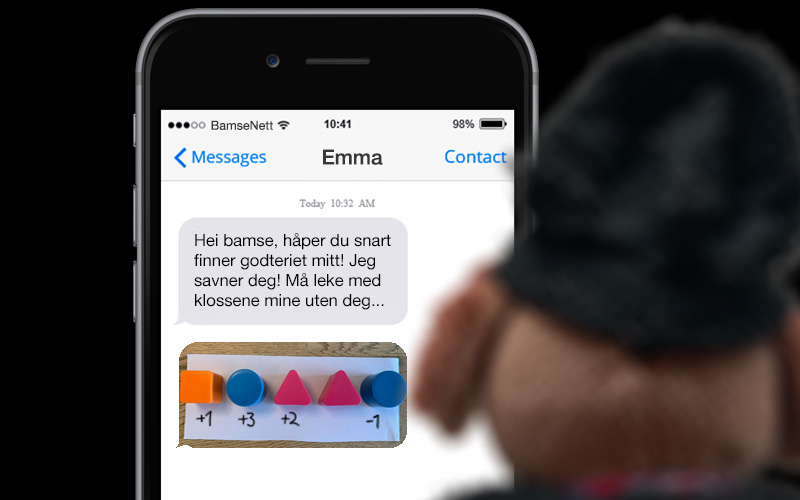 BamseNett 10:41 98%
Messages Emma Contact
Today 10:32 AM
Hei bamse, håper du snart
finner godteriet mitt! Jeg
savner deg! Må leke med
klossene mine uten deg...
+1 +3 +2 -1